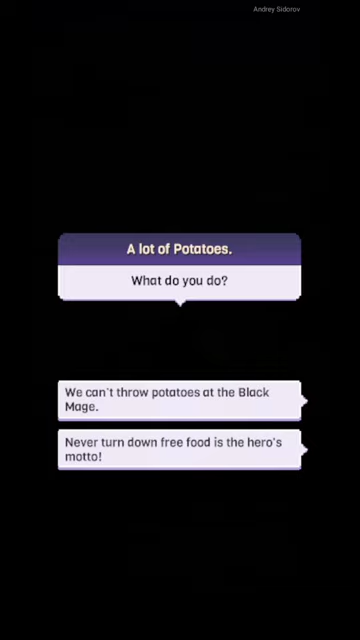 Andrey Sidorov
A lot of Potatoes.
What do you do?
We can't throw potatoes at the Black
Mage.
Never turn down free food is the hero's
motto!